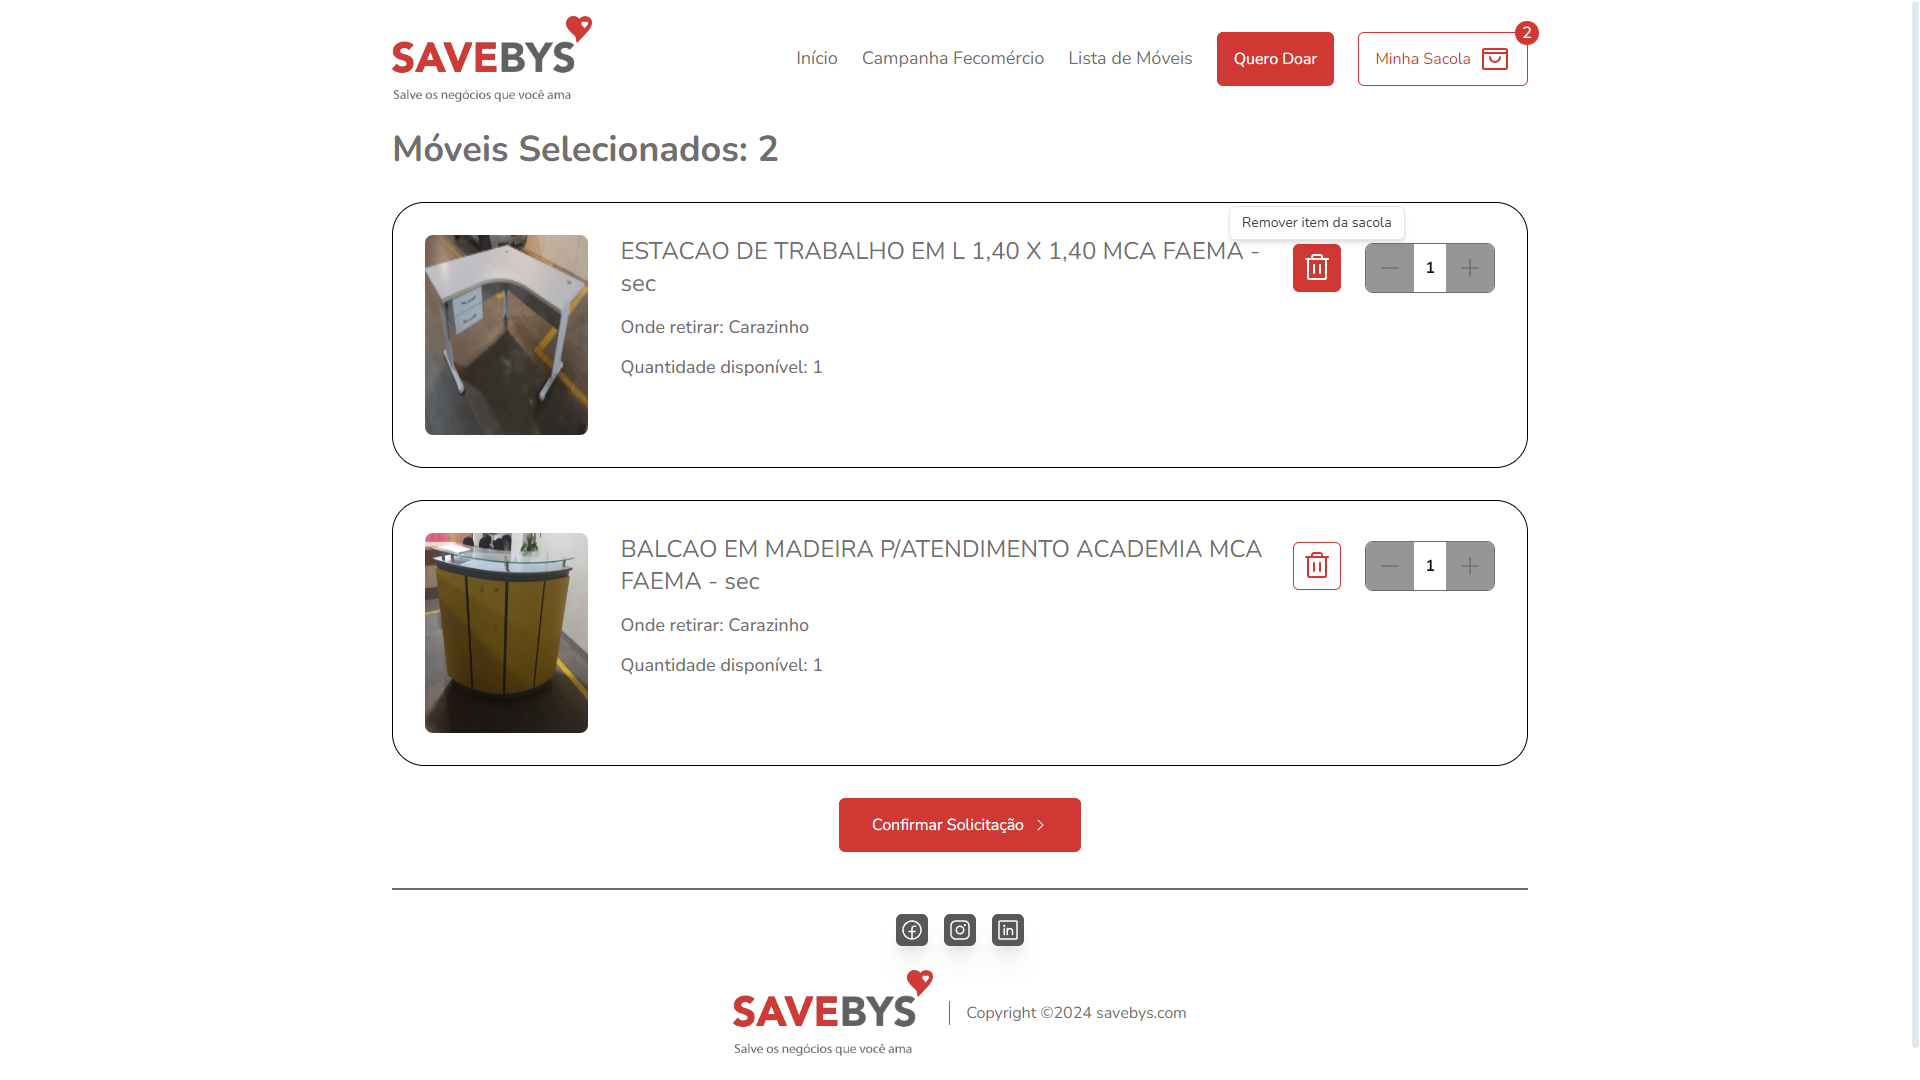 SAVEBYS
Salve os negócios que você ama
Início
Campanha Fecomércio
Lista de Móveis
Quero Doar
Minha Sacola
2
Móveis Selecionados: 2
Remover item da sacola
ESTACAO DE TRABALHO EM L 1,40 X 1,40 MCA FAEMA -
sec
1
Onde retirar: Carazinho
Quantidade disponível: 1
BALCAO EM MADEIRA P/ATENDIMENTO ACADEMIA MCA
FAEMA - sec
1
Onde retirar: Carazinho
Quantidade disponível: 1
Confirmar Solicitação
SAVEBYS
Salve os negócios que você ama
Copyright ©2024 savebys.com